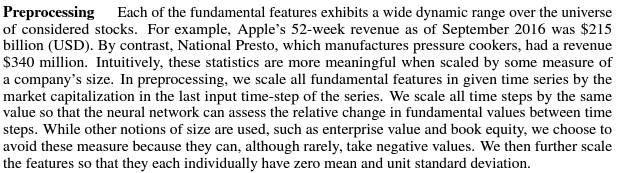 Preprocessing Each of the fundamental features exhibits a wide dynamic range over the universe
of considered stocks. For example, Apple's 52-week revenue as of September 2016 was $215
billion (USD). By contrast, National Presto, which manufactures pressure cookers, had a revenue
$340 million. Intuitively, these statistics are more meaningful when scaled by some measure of
a company's size. In preprocessing, we scale all fundamental features in given time series by the
market capitalization in the last input time-step of the series. We scale all time steps by the same
value so that the neural network can assess the relative change in fundamental values between time
steps. While other notions of size are used, such as enterprise value and book equity, we choose to
avoid these measure because they can, although rarely, take negative values. We then further scale
the features so that they each individually have zero mean and unit standard deviation.